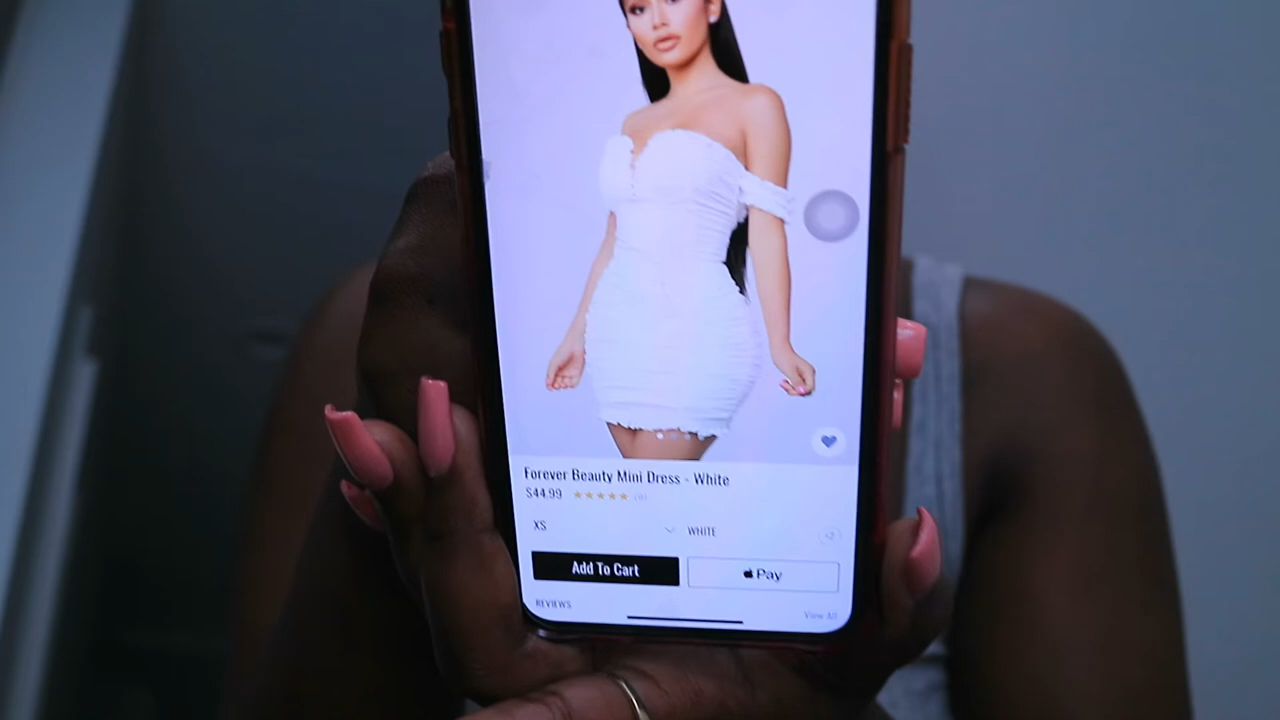 Forever Beauty Mini Dress - White
$44.99
XS
WHITE
Add To Cart
Pay
REVIEWS
View All